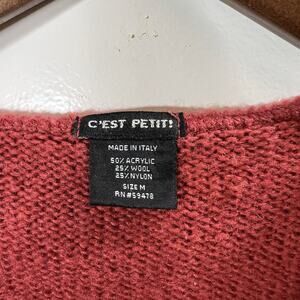 C'EST PETIT!
MADE IN ITALY
50% ACRYLIC
25% WOOL
25% NYLON
SIZE M
RN#59478